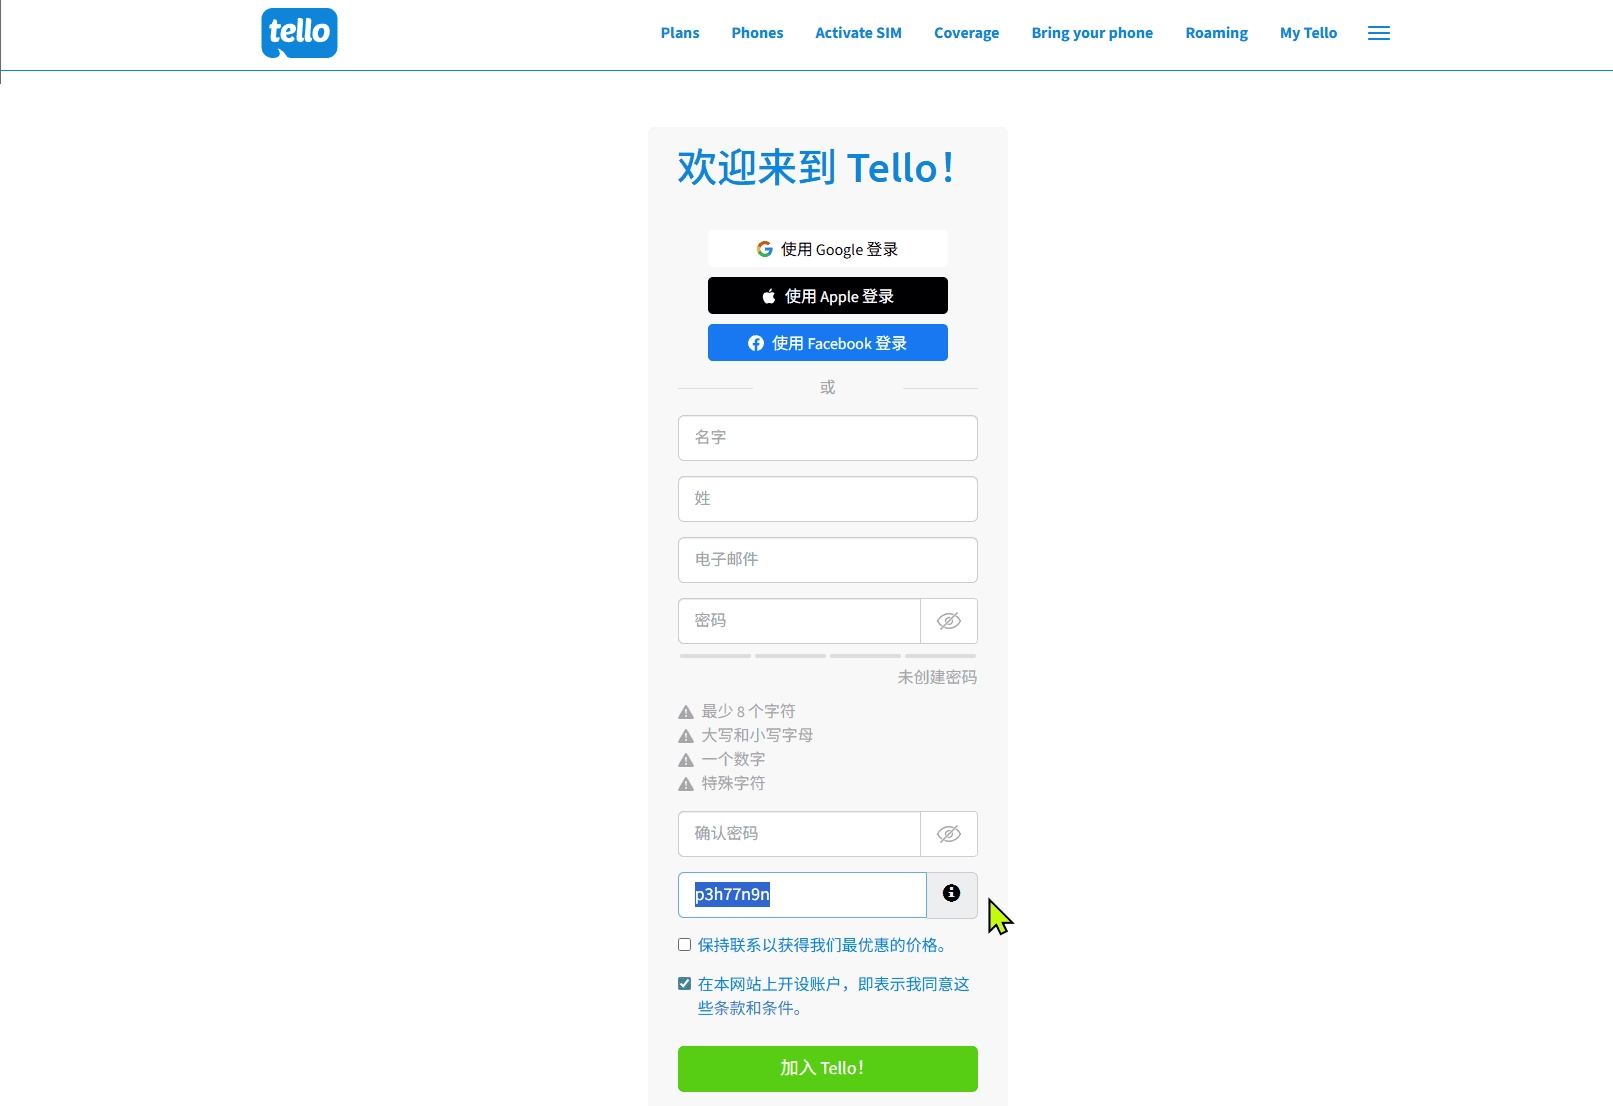 tello
Plans
Phones
Activate SIM
Coverage
Bring your phone
Roaming
My Tello
欢迎来到 Tello！
使用 Google 登录
使用 Apple 登录
使用 Facebook 登录
或
名字
姓
电子邮件
密码
未创建密码
最少 8 个字符
大写和小写字母
一个数字
特殊字符
确认密码
p3h77n9n
保持联系以获得我们最优惠的价格。
在本网站上开设账户，即表示我同意这
些条款和条件。
加入 Tello！